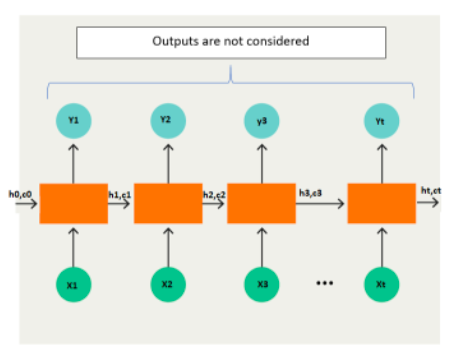 Outputs are not considered
Y1 Y2 y3 Yt
h0,c0 h1,c1 h2,c2 h3,c3 ht,ct
X1 X2 X3 ... Xt